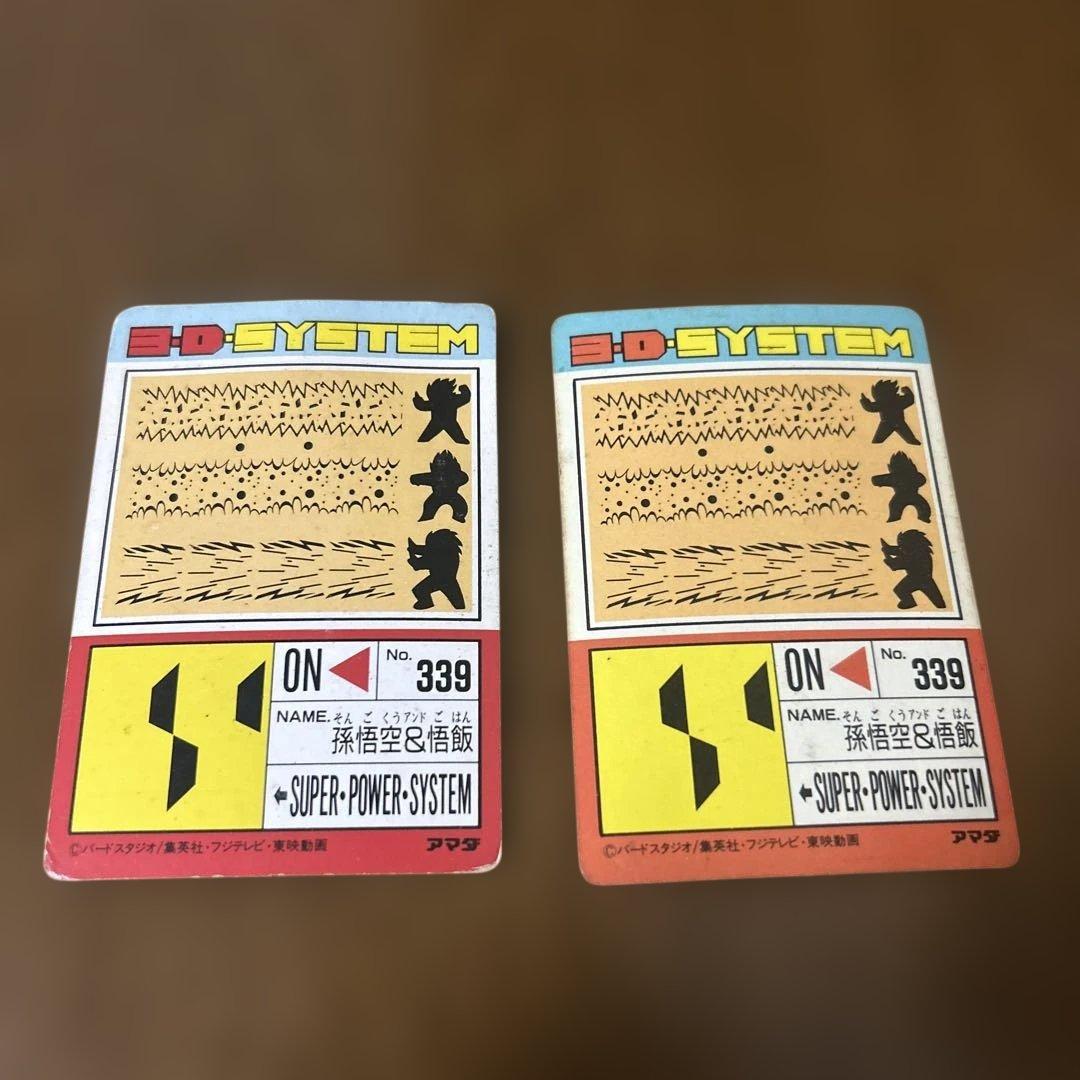 3・D・SYSTEM
ON
No.
339
NAME.
そん ご くうアンド ご はん
孫悟空&悟飯
←SUPER・POWER・SYSTEM
©バードスタジオ/集英社・フジテレビ・東映動画
アマダ
3・D・SYSTEM
ON
No.
339
NAME.
そん ご くうアンド ご はん
孫悟空&悟飯
←SUPER・POWER・SYSTEM
©バードスタジオ/集英社・フジテレビ・東映動画
アマダ